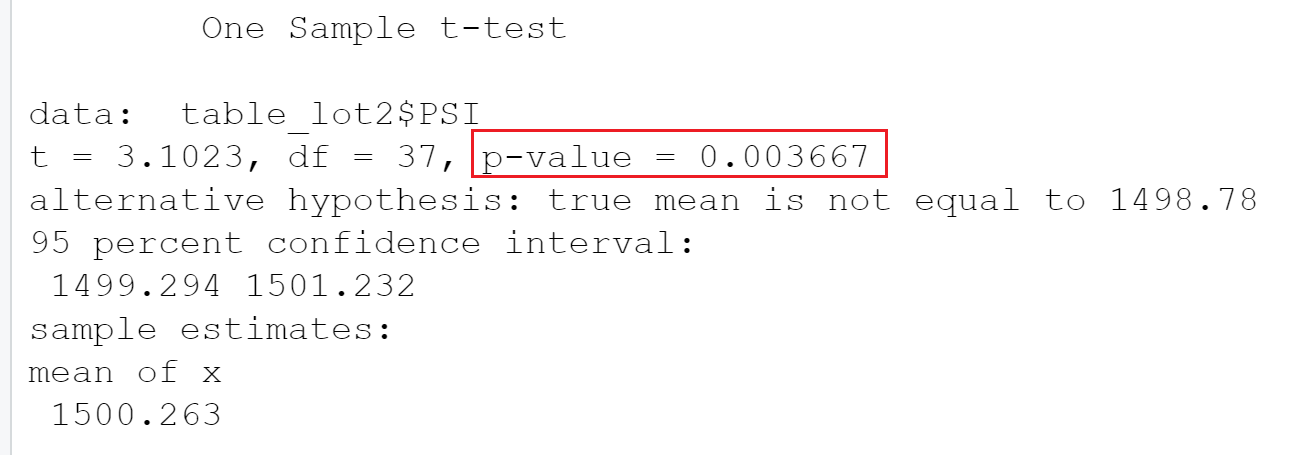 One Sample t-test
data: table_lot2$PSI
t = 3.1023, df = 37, p-value = 0.003667
alternative hypothesis: true mean is not equal to 1498.78
95 percent confidence interval:
1499.294 1501.232
sample estimates:
mean of x
1500.263